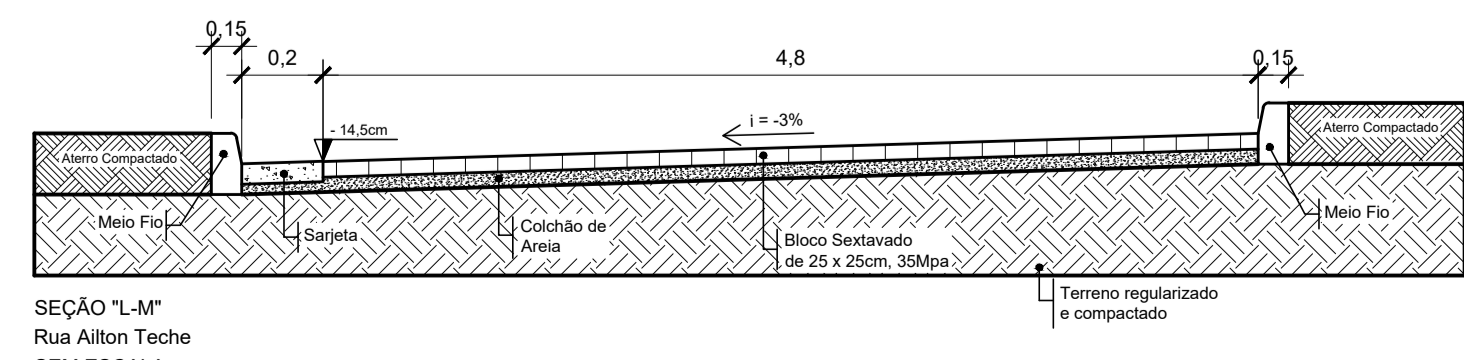 0,15
0,2
4,8
0,15
- 14,5cm
i = -3%
Aterro Compactado
Aterro Compactado
Meio Fio
Sarjeta
Colchão de
Areia
Bloco Sextavado
de 25 x 25cm, 35Mpa
Meio Fio
Terreno regularizado
e compactado
SEÇÃO "L-M"
Rua Ailton Teche